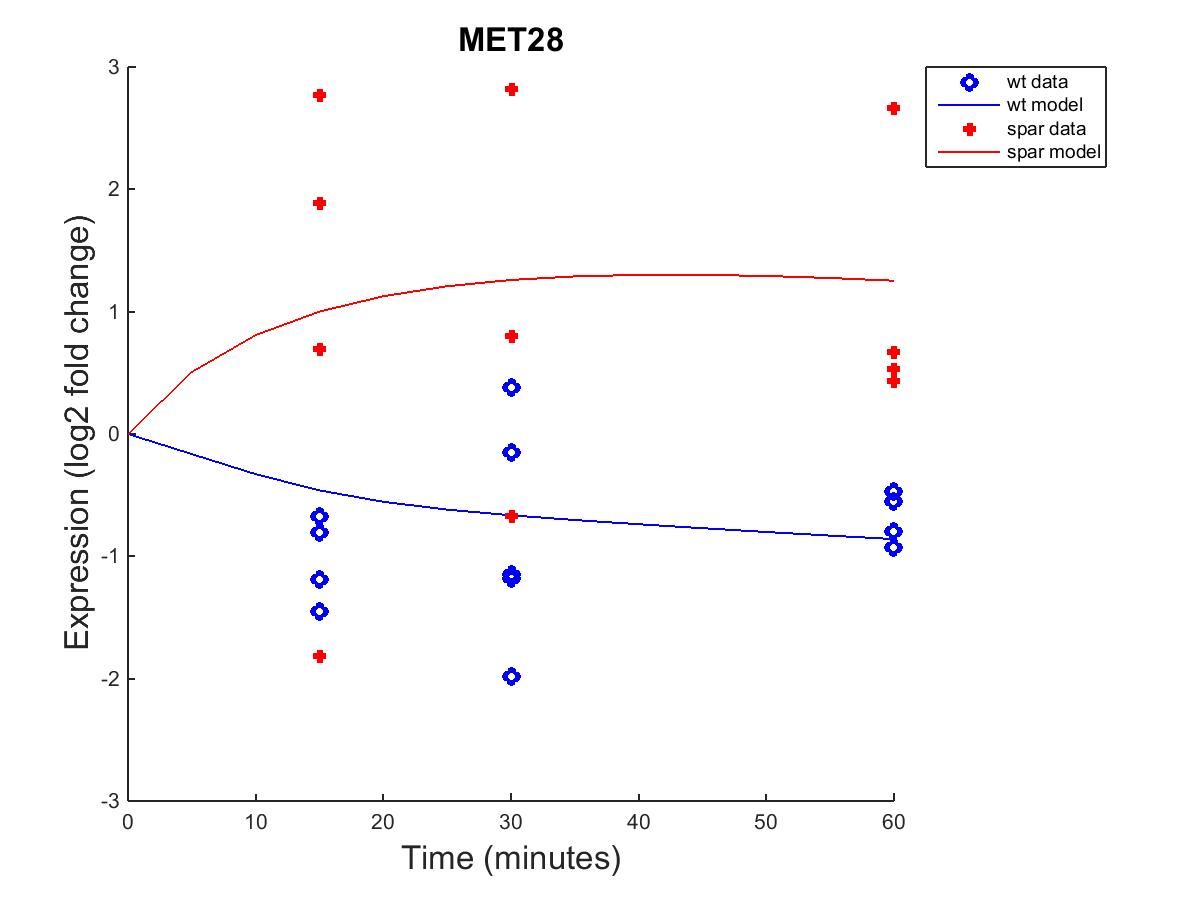 MET28
wt data
wt model
spar data
spar model
Expression (log2 fold change)
3
2
1
0
-1
-2
-3
0 10 20 30 40 50 60
Time (minutes)